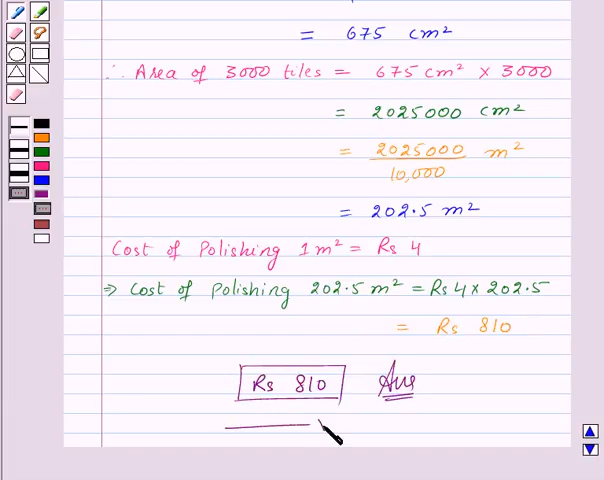 = 675 cm²
∴ Area of 3000 tiles = 675 cm² × 3000
= 2025000 cm²
= 2025000/10,000 m²
= 202.5 m²
Cost of Polishing 1 m² = Rs 4
⇒ Cost of polishing 202.5 m² = Rs 4 × 202.5
= Rs 810
Rs 810 Ans